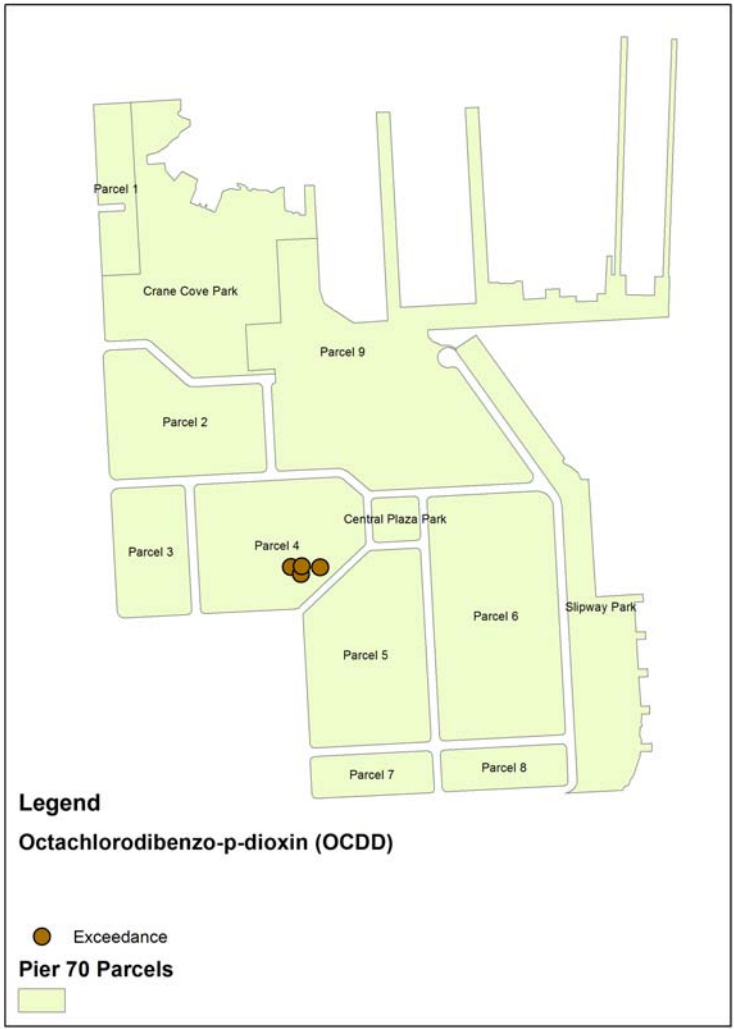 Parcel 1
Crane Cove Park
Parcel 9
Parcel 2
Central Plaza Park
Parcel 4
Parcel 3
Slipway Park
Parcel 6
Parcel 5
Parcel 8
Parcel 7
Legend
Octachlorodibenzo-p-dioxin (OCDD)
Exceedance
Pier 70 Parcels